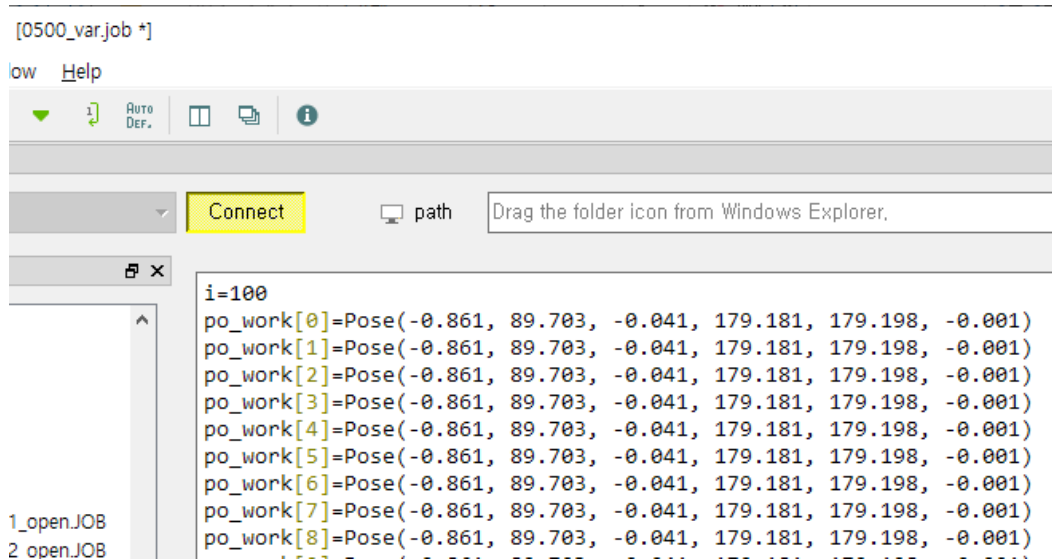 [0500_var.job *]
low Help
1 AUTO DEF.
Connect path Drag the folder icon from Windows Explorer,
i=100
po_work[0]=Pose(-0.861, 89.703, -0.041, 179.181, 179.198, -0.001)
po_work[1]=Pose(-0.861, 89.703, -0.041, 179.181, 179.198, -0.001)
po_work[2]=Pose(-0.861, 89.703, -0.041, 179.181, 179.198, -0.001)
po_work[3]=Pose(-0.861, 89.703, -0.041, 179.181, 179.198, -0.001)
po_work[4]=Pose(-0.861, 89.703, -0.041, 179.181, 179.198, -0.001)
po_work[5]=Pose(-0.861, 89.703, -0.041, 179.181, 179.198, -0.001)
po_work[6]=Pose(-0.861, 89.703, -0.041, 179.181, 179.198, -0.001)
po_work[7]=Pose(-0.861, 89.703, -0.041, 179.181, 179.198, -0.001)
po_work[8]=Pose(-0.861, 89.703, -0.041, 179.181, 179.198, -0.001)
1_open.JOB
2_open.JOB